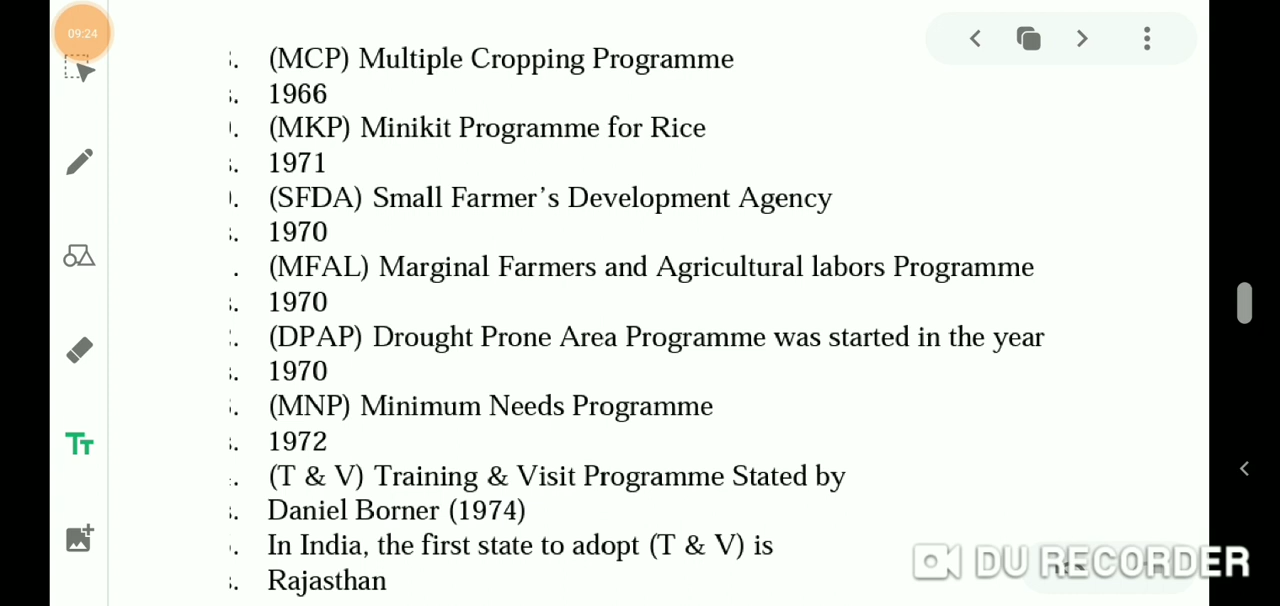 09:24
(MCP) Multiple Cropping Programme
1966
(MKP) Minikit Programme for Rice
1971
(SFDA) Small Farmer's Development Agency
1970
(MFAL) Marginal Farmers and Agricultural labors Programme
1970
(DPAP) Drought Prone Area Programme was started in the year
1970
(MNP) Minimum Needs Programme
1972
(T & V) Training & Visit Programme Stated by
Daniel Borner (1974)
In India, the first state to adopt (T & V) is
Rajasthan
TT
DU RECORDER